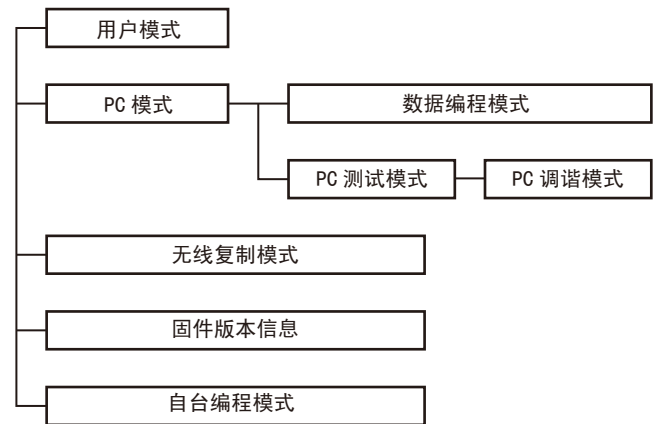 用户模式
PC 模式
数据编程模式
PC 测试模式
PC 调谐模式
无线复制模式
固件版本信息
自台编程模式